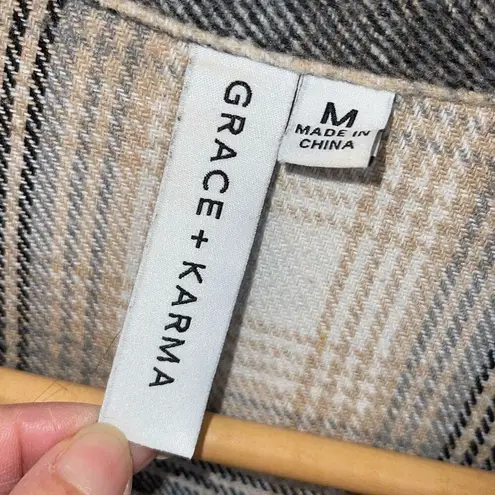 GRACE + KARMA
M
MADE IN
CHINA